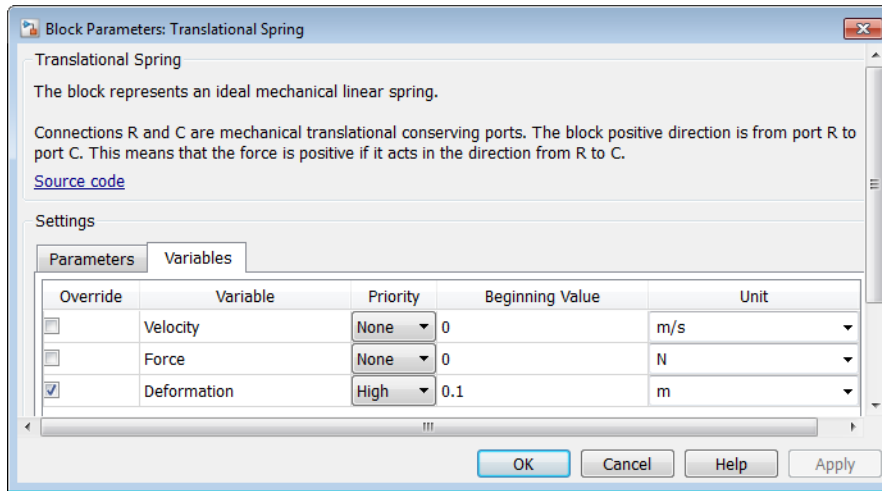 Block Parameters: Translational Spring
Translational Spring
The block represents an ideal mechanical linear spring.
Connections R and C are mechanical translational conserving ports. The block positive direction is from port R to
port C. This means that the force is positive if it acts in the direction from R to C.
Source code
Settings
Parameters Variables
Override Variable Priority Beginning Value Unit
Velocity None 0 m/s
Force None 0 N
Deformation High 0.1 m
OK Cancel Help Apply